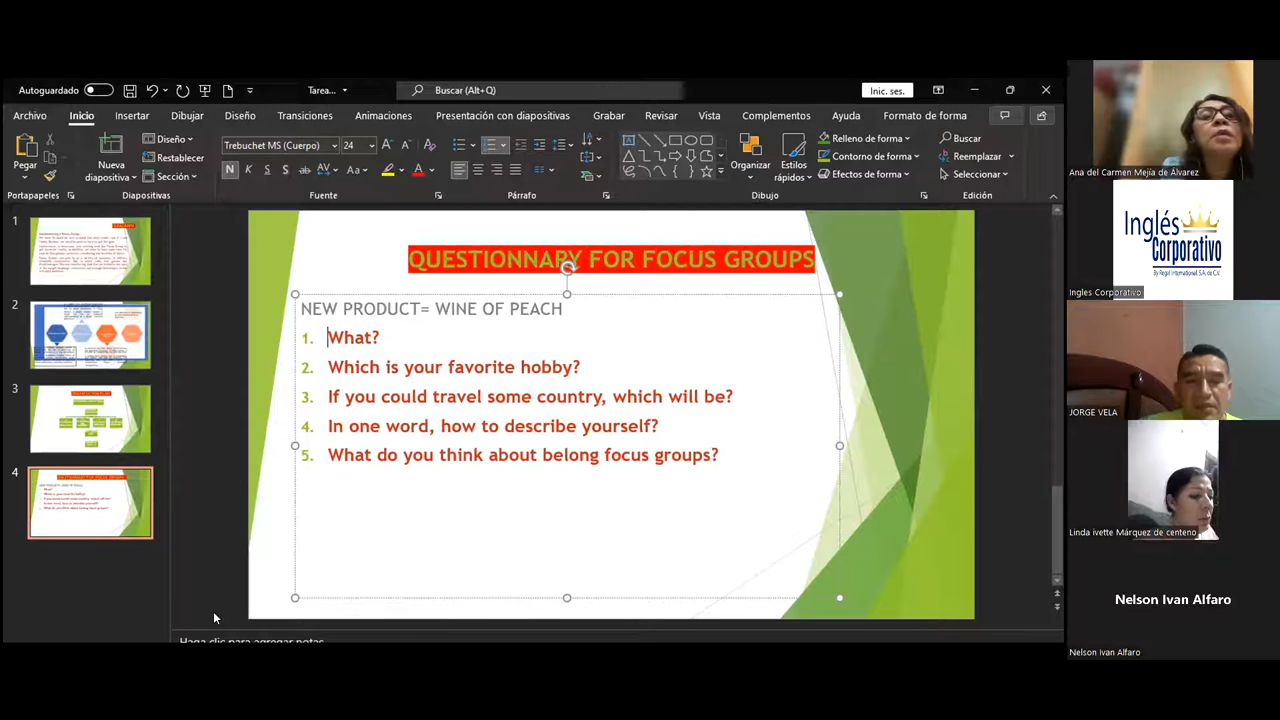 Autoguardado
Tarea...
Buscar (Alt+Q)
Inic. ses.
Archivo Inicio Insertar Dibujar Diseño Transiciones Animaciones Presentación con diapositivas Grabar Revisar Vista Complementos Ayuda Formato de forma
Pegar
Nueva diapositiva
Diseño
Restablecer
Sección
Trebuchet MS (Cuerpo) 24
N K S S AV Aa A
Organizar
Estilos rápidos
Relleno de forma
Contorno de forma
Efectos de forma
Buscar
Reemplazar
Seleccionar
Portapapeles Diapositivas Fuente Párrafo Dibujo Edición
1
2
3
4
QUESTIONNARY FOR FOCUS GROUPS
NEW PRODUCT= WINE OF PEACH
1. What?
2. Which is your favorite hobby?
3. If you could travel some country, which will be?
4. In one word, how to describe yourself?
5. What do you think about belong focus groups?
Haga clic para agregar notas
Ana del Carmen Mejía de Álvarez
Inglés
Corporativo
By Regal International, S.A. de C.V.
Ingles Corporativo
JORGE VELA
Linda ivette Márquez de centeno
Nelson Ivan Alfaro
Nelson Ivan Alfaro